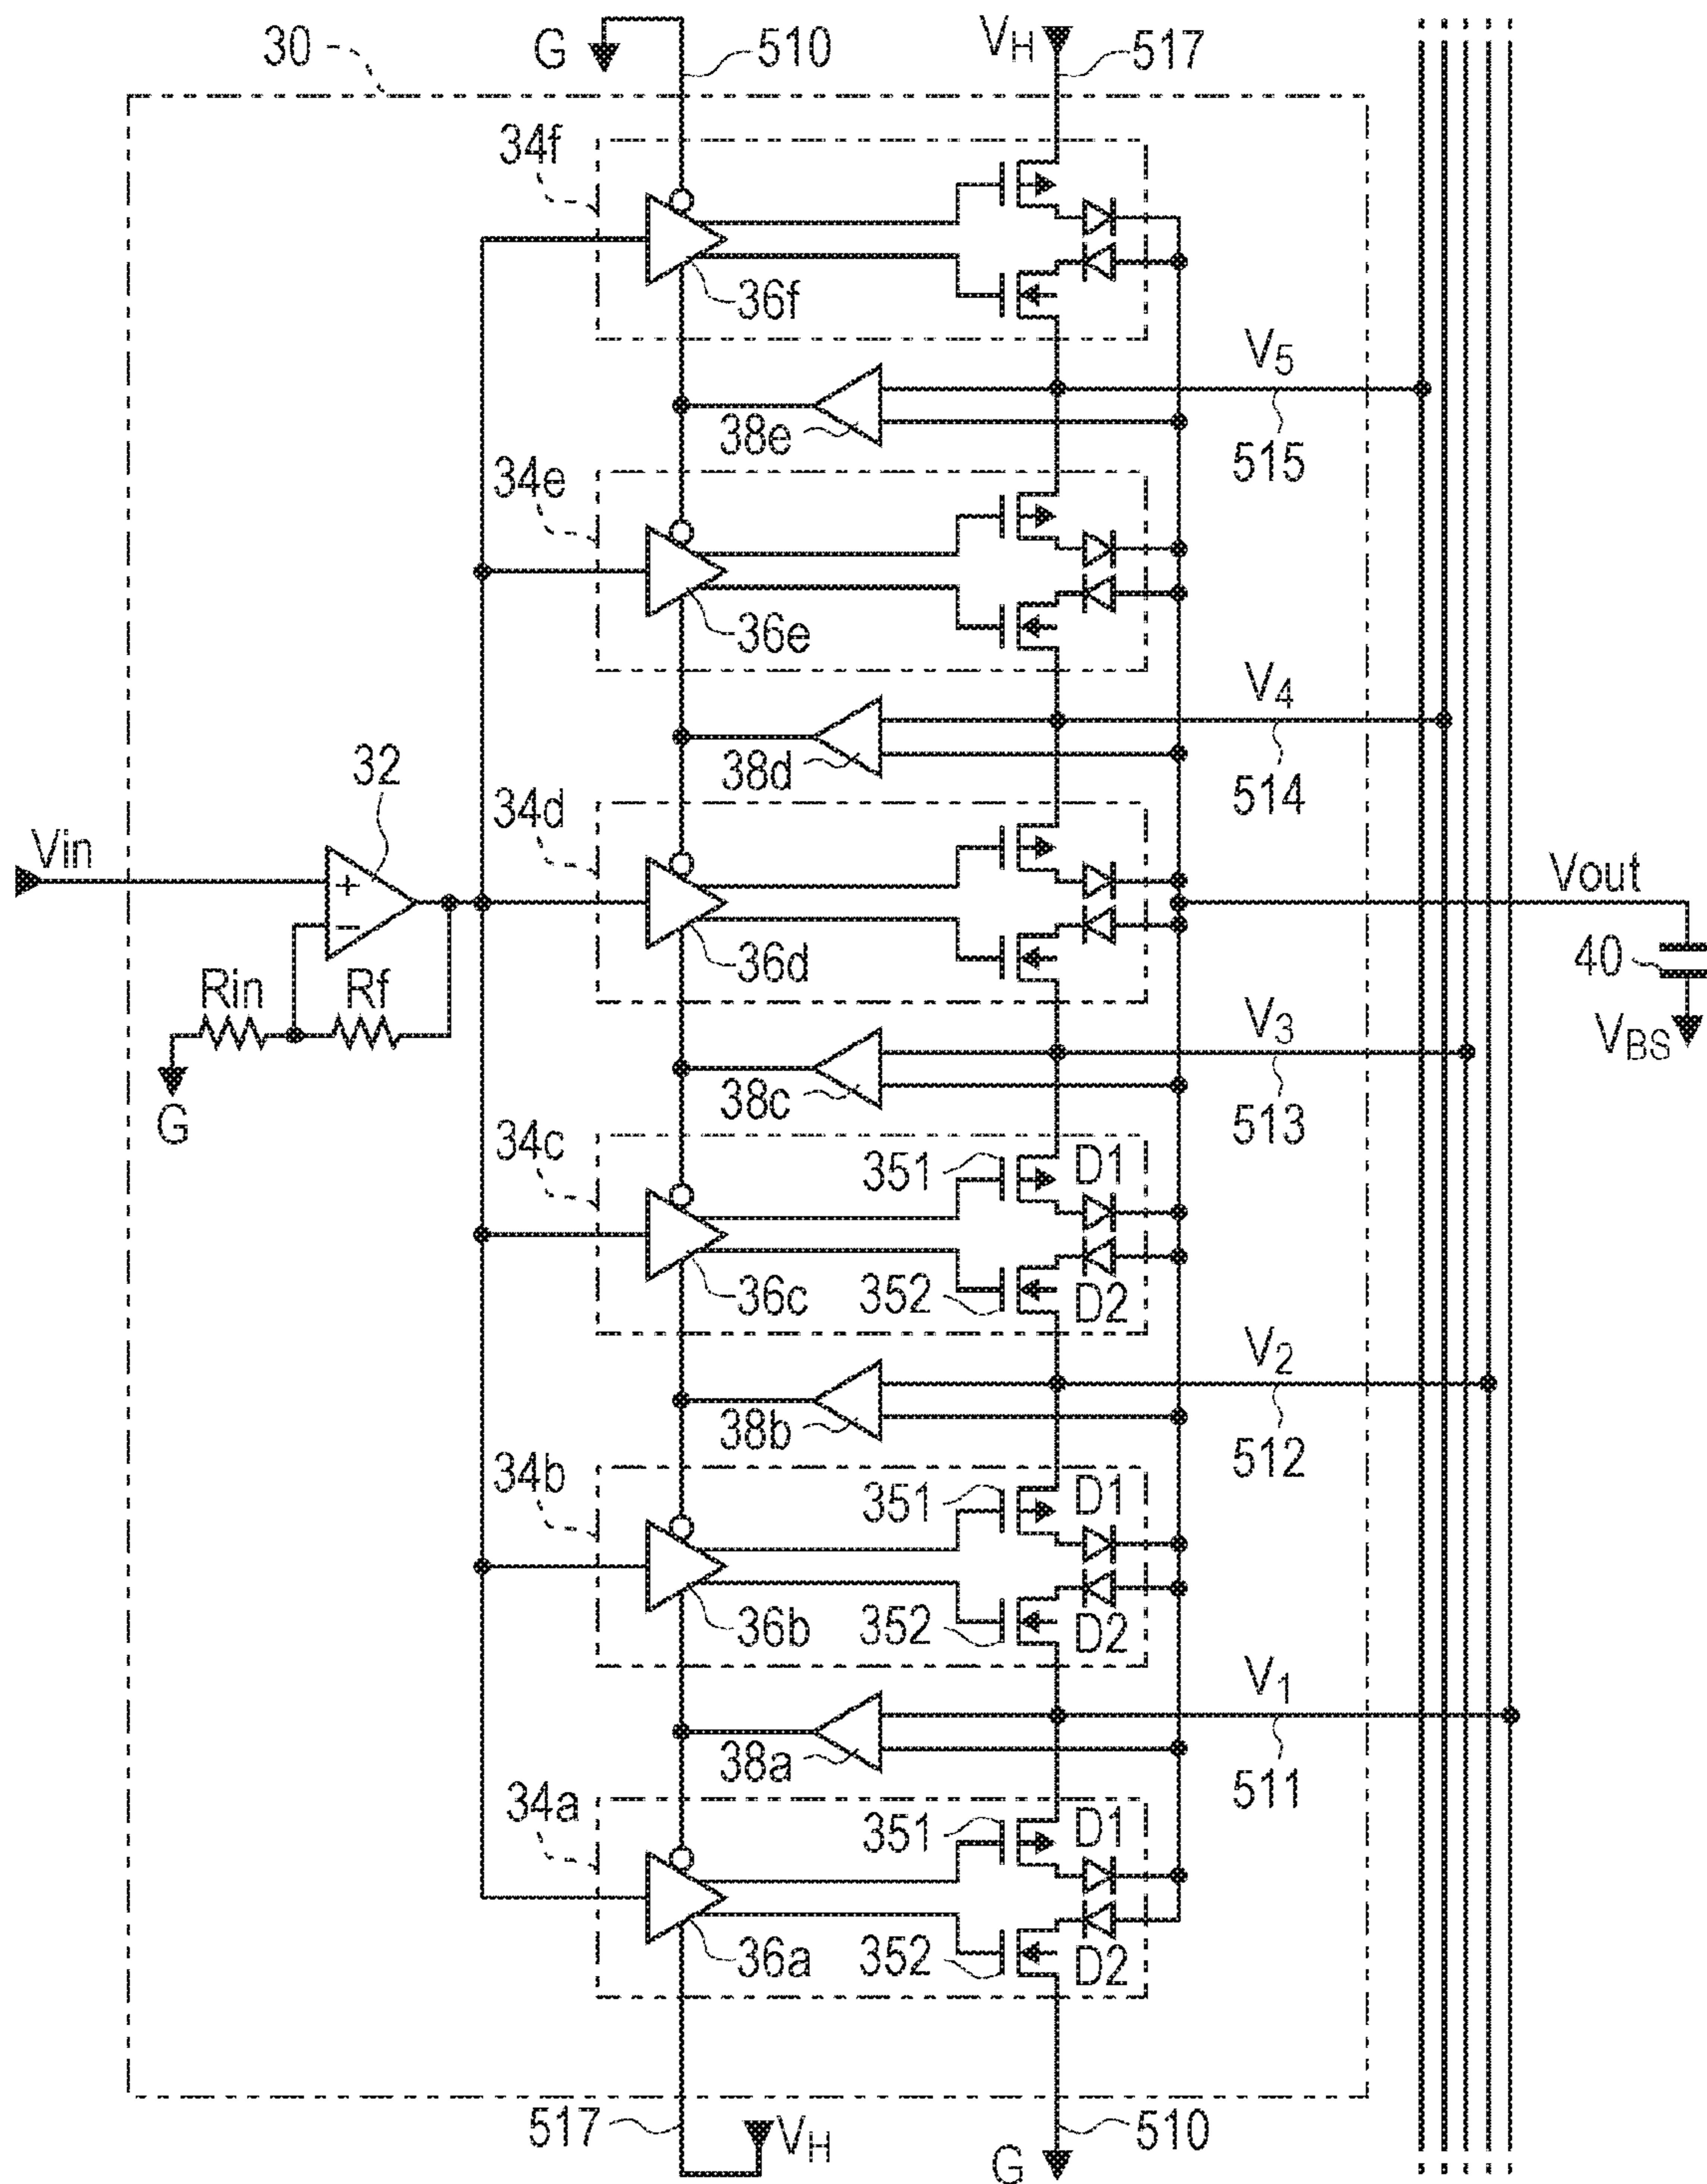 30
G
510
VH
517
34f
36f
V5
38e
515
34e
36e
V4
38d
514
32
34d
Vin
+
−
Vout
36d
40
Rin
Rf
V3
VBS
38c
513
G
34c
351
D1
36c
352
D2
V2
38b
512
34b
351
D1
36b
352
D2
V1
38a
511
34a
351
D1
36a
352
D2
517
VH
510
G